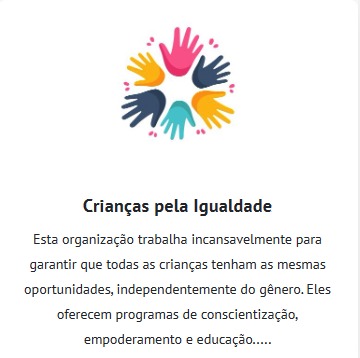 Crianças pela Igualdade
Esta organização trabalha incansavelmente para
garantir que todas as crianças tenham as mesmas
oportunidades, independentemente do gênero. Eles
oferecem programas de conscientização,
empoderamento e educação.....